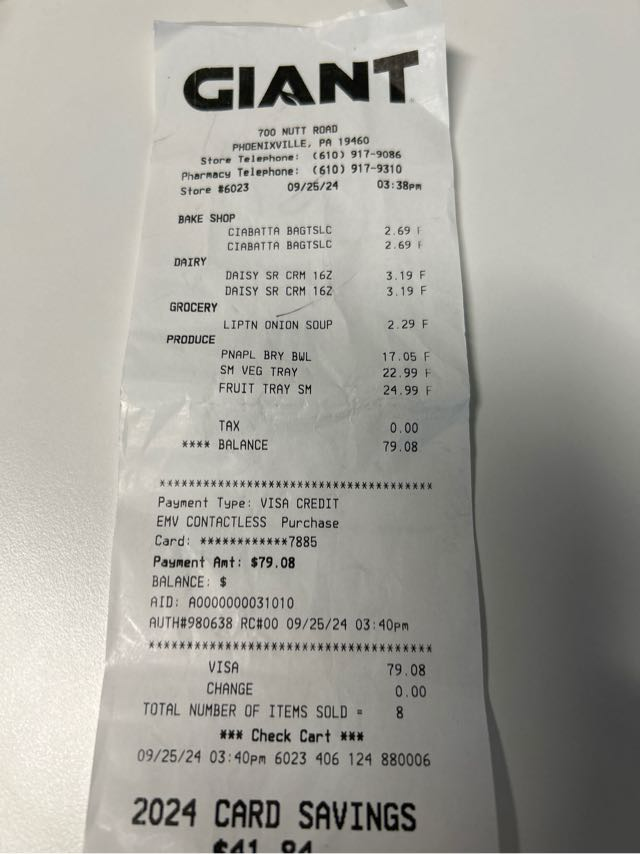 GIANT
700 NUTT ROAD
PHOENIXVILLE, PA 19460
Store Telephone: (610) 917-9086
Pharmacy Telephone: (610) 917-9310
Store #6023 09/25/24 03:38pm
BAKE SHOP
CIABATTA BAGTSLC 2.69 F
CIABATTA BAGTSLC 2.69 F
DAIRY
DAISY SR CRM 16Z 3.19 F
DAISY SR CRM 16Z 3.19 F
GROCERY
LIPTN ONION SOUP 2.29 F
PRODUCE
PNAPL BRY BWL 17.05 F
SM VEG TRAY 22.99 F
FRUIT TRAY SM 24.99 F
TAX 0.00
**** BALANCE 79.08
************************************
Payment Type: VISA CREDIT
EMV CONTACTLESS Purchase
Card: ************7885
Payment Amt: $79.08
BALANCE: $
AID: A0000000031010
AUTH#980638 RC#00 09/25/24 03:40pm
************************************
VISA 79.08
CHANGE 0.00
TOTAL NUMBER OF ITEMS SOLD = 8
*** Check Cart ***
09/25/24 03:40pm 6023 406 124 880006
2024 CARD SAVINGS
$41.84